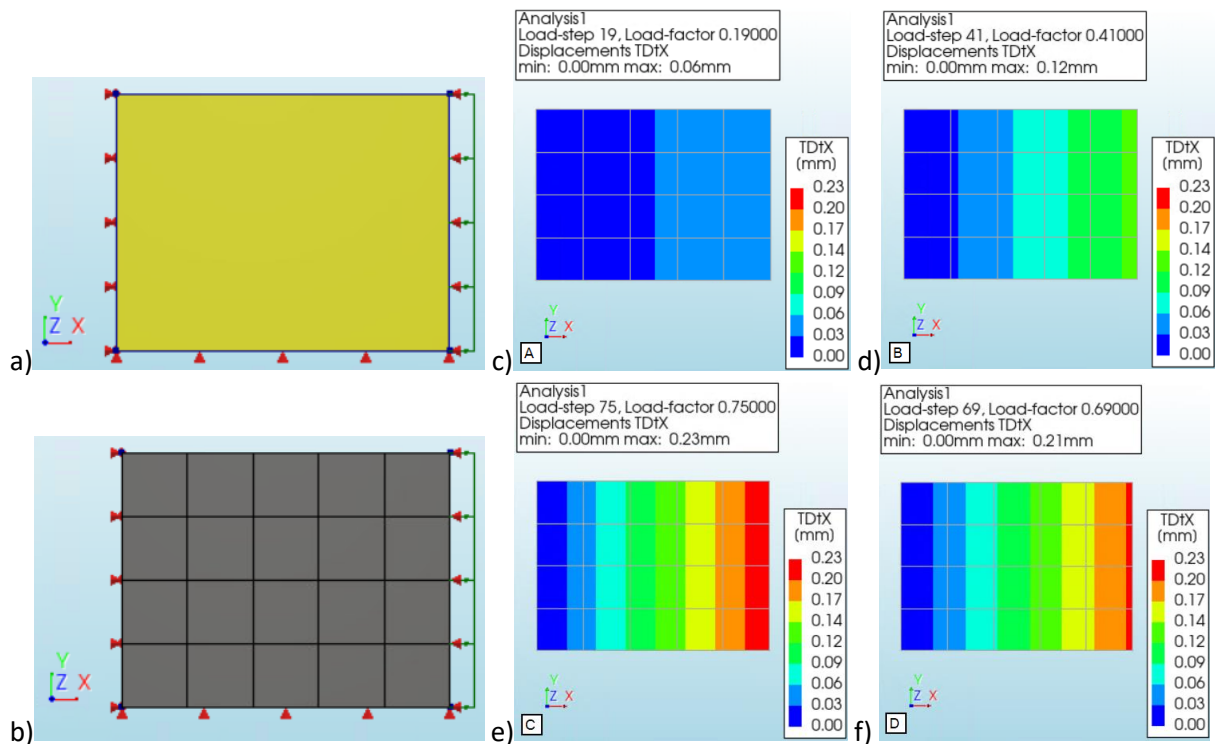 a)
Y
Z X
c)
Analysis1
Load-step 19, Load-factor 0.19000
Displacements TDtX
min: 0.00mm max: 0.06mm
TDtX
(mm)
0.23
0.20
0.17
0.14
0.12
0.09
0.06
0.03
0.00
Y
Z X
A
d)
Analysis1
Load-step 41, Load-factor 0.41000
Displacements TDtX
min: 0.00mm max: 0.12mm
TDtX
(mm)
0.23
0.20
0.17
0.14
0.12
0.09
0.06
0.03
0.00
Y
Z X
B
b)
Y
Z X
e)
Analysis1
Load-step 75, Load-factor 0.75000
Displacements TDtX
min: 0.00mm max: 0.23mm
TDtX
(mm)
0.23
0.20
0.17
0.14
0.12
0.09
0.06
0.03
0.00
Y
Z X
C
f)
Analysis1
Load-step 69, Load-factor 0.69000
Displacements TDtX
min: 0.00mm max: 0.21mm
TDtX
(mm)
0.23
0.20
0.17
0.14
0.12
0.09
0.06
0.03
0.00
Y
Z X
D